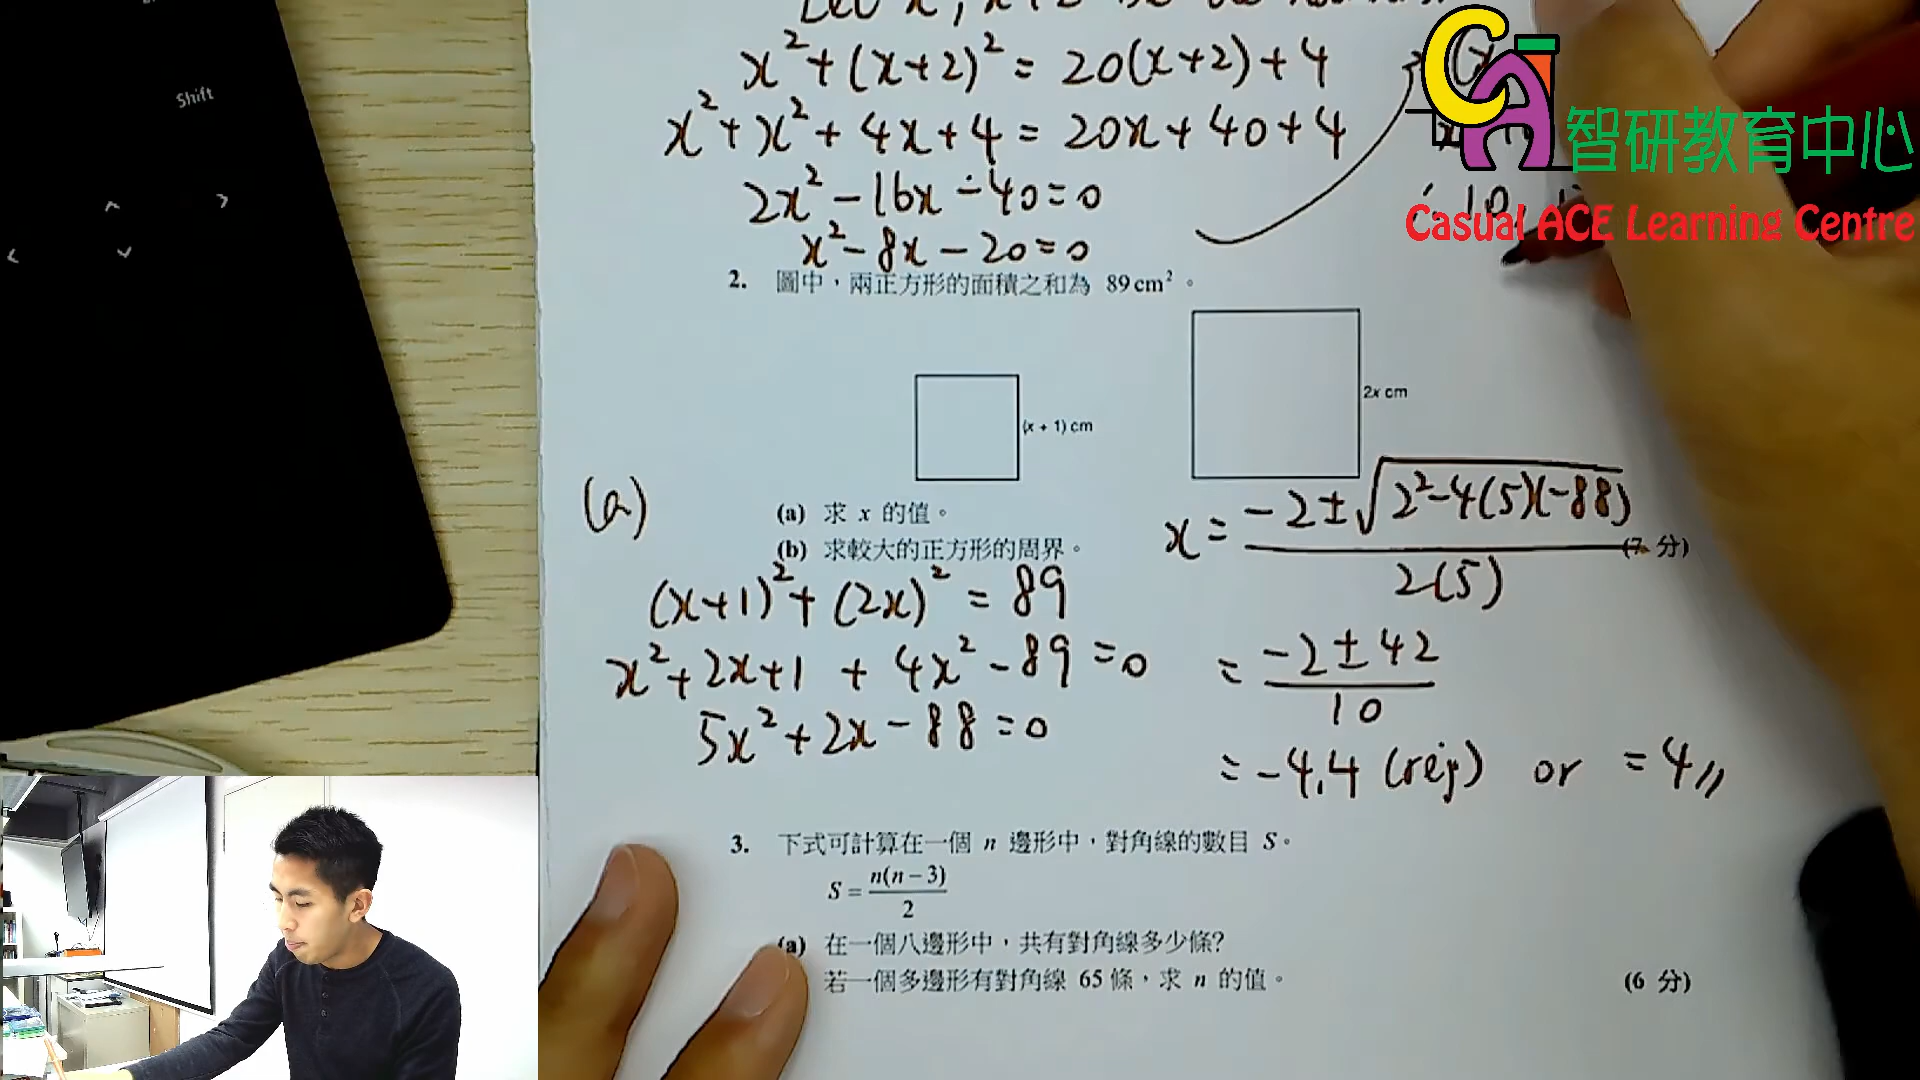 Shift
x² + (x+2)² = 20(x+2) + 4
x² + x² + 4x + 4 = 20x + 40 + 4
2x² - 16x - 40 = 0
x² - 8x - 20 = 0
智研教育中心
Casual ACE Learning Centre
2. 圖中，兩正方形的面積之和為 89 cm²。
(x + 1) cm
2x cm
(a)
(a) 求 x 的值。
(b) 求較大的正方形的周界。
(7 分)
(x+1)² + (2x)² = 89
x² + 2x + 1 + 4x² - 89 = 0
5x² + 2x - 88 = 0
x = \frac{-2 ± √(2² - 4(5)(-88))}{2(5)}
= \frac{-2 ± 42}{10}
= -4.4 (rej) or = 4 //
3. 下式可計算在一個 n 邊形中，對角線的數目 S。
S = \frac{n(n - 3)}{2}
(a) 在一個八邊形中，共有對角線多少條?
若一個多邊形有對角線 65 條，求 n 的值。
(6 分)